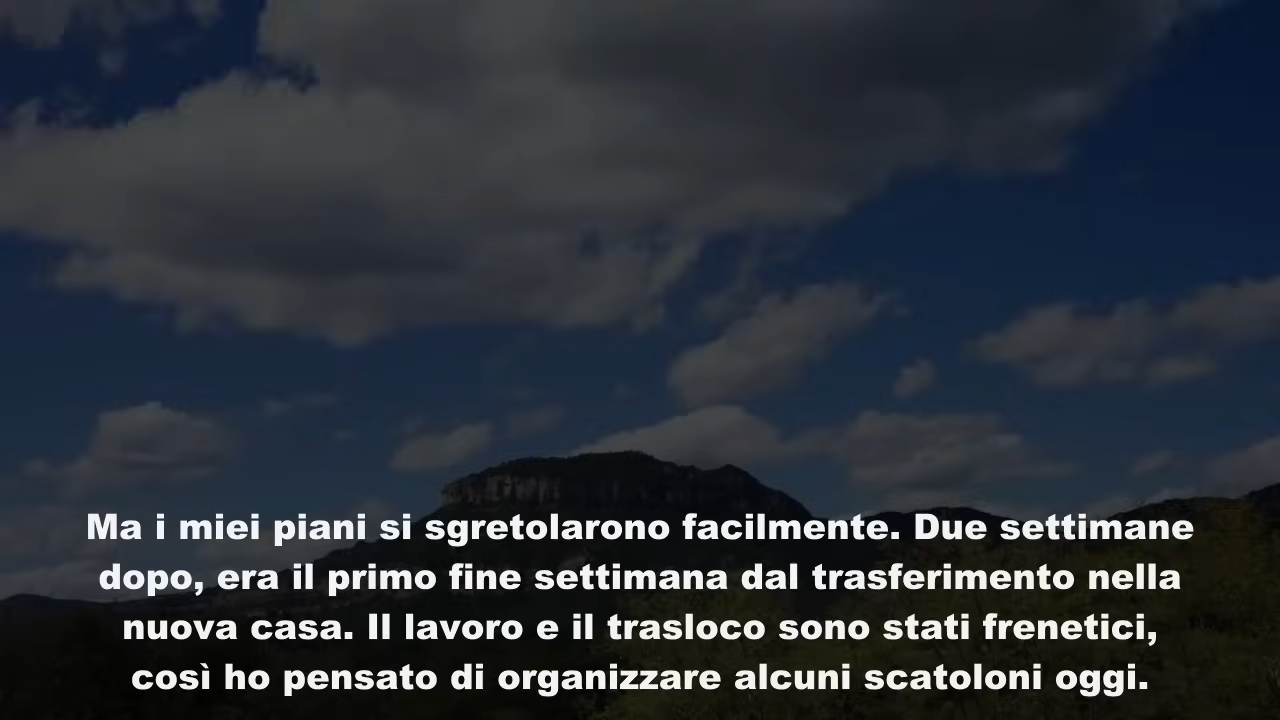 Ma i miei piani si sgretolarono facilmente. Due settimane
dopo, era il primo fine settimana dal trasferimento nella
nuova casa. Il lavoro e il trasloco sono stati frenetici,
così ho pensato di organizzare alcuni scatoloni oggi.